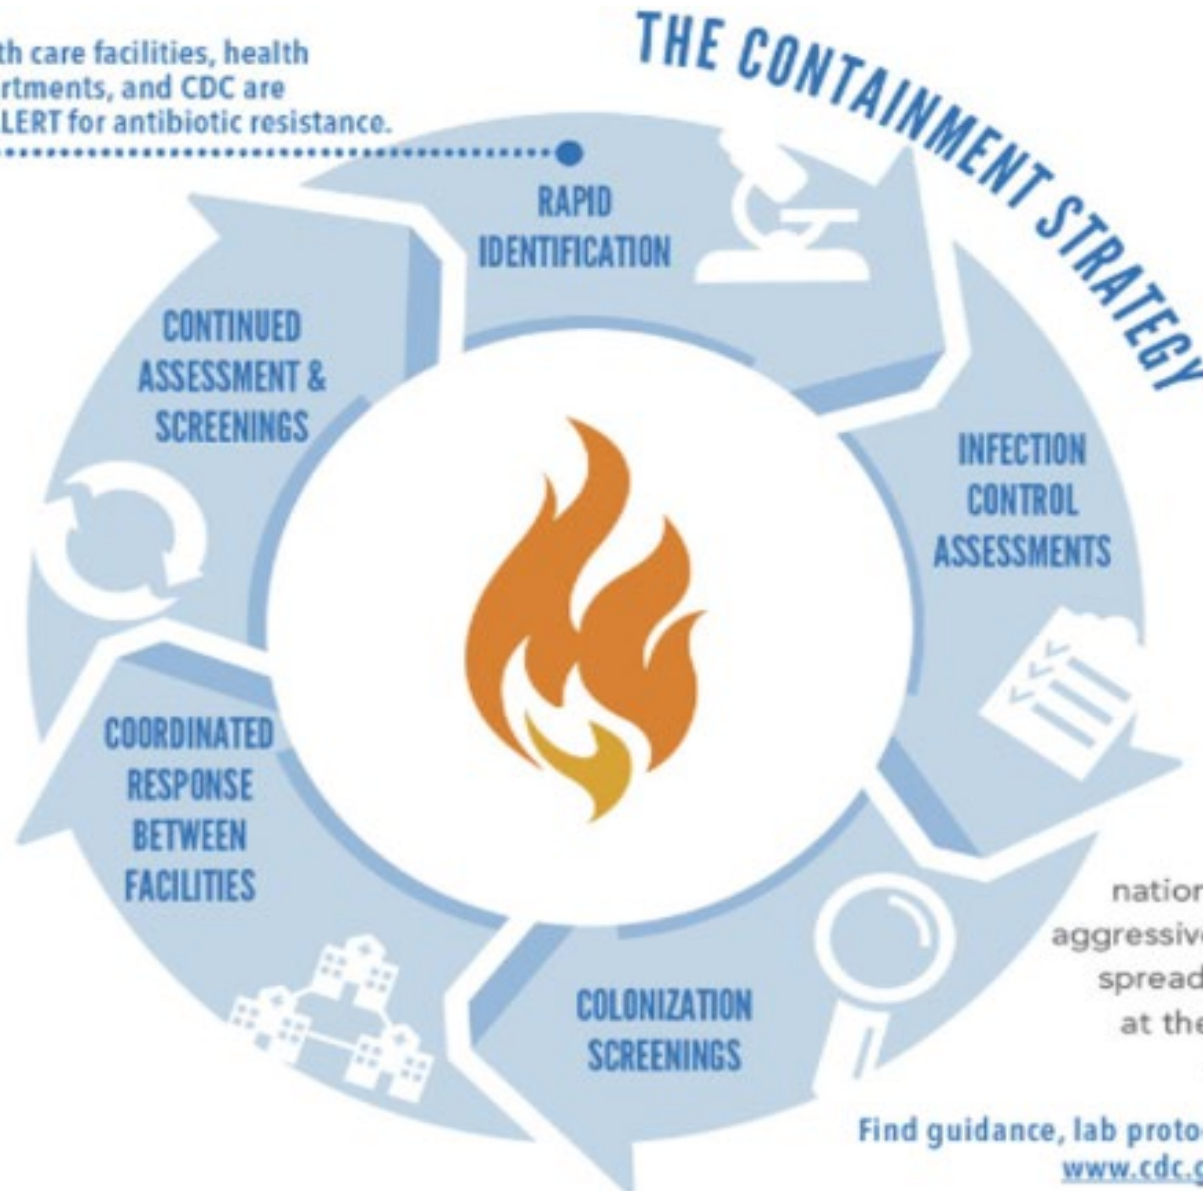 th care facilities, health
rtments, and CDC are
LERT for antibiotic resistance.
THE CONTAINMENT STRATEGY
RAPID
IDENTIFICATION
INFECTION
CONTROL
ASSESSMENTS
COLONIZATION
SCREENINGS
COORDINATED
RESPONSE
BETWEEN
FACILITIES
CONTINUED
ASSESSMENT &
SCREENINGS
nation
aggressive
spread
at the
Find guidance, lab proto
www.cdc.g